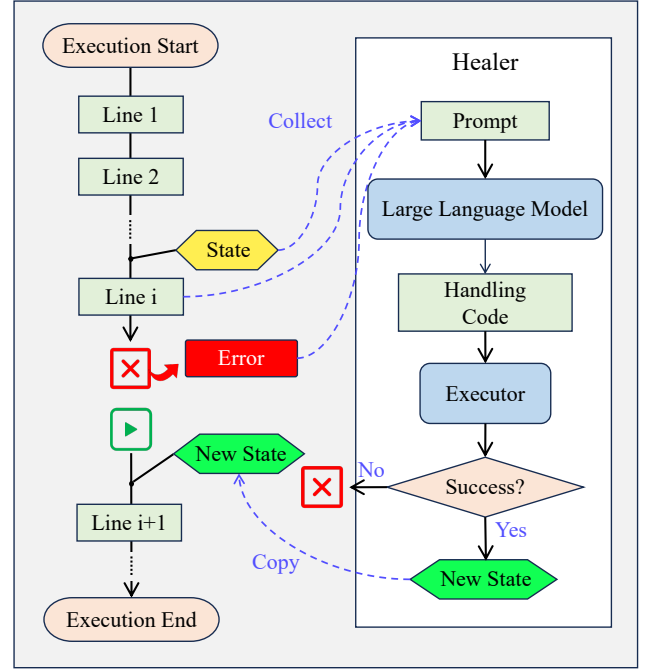 Execution Start
Line 1
Line 2
State
Line i
Error
New State
Line i+1
Execution End
Collect
Copy
Healer
Prompt
Large Language Model
Handling
Code
Executor
Success?
No
Yes
New State